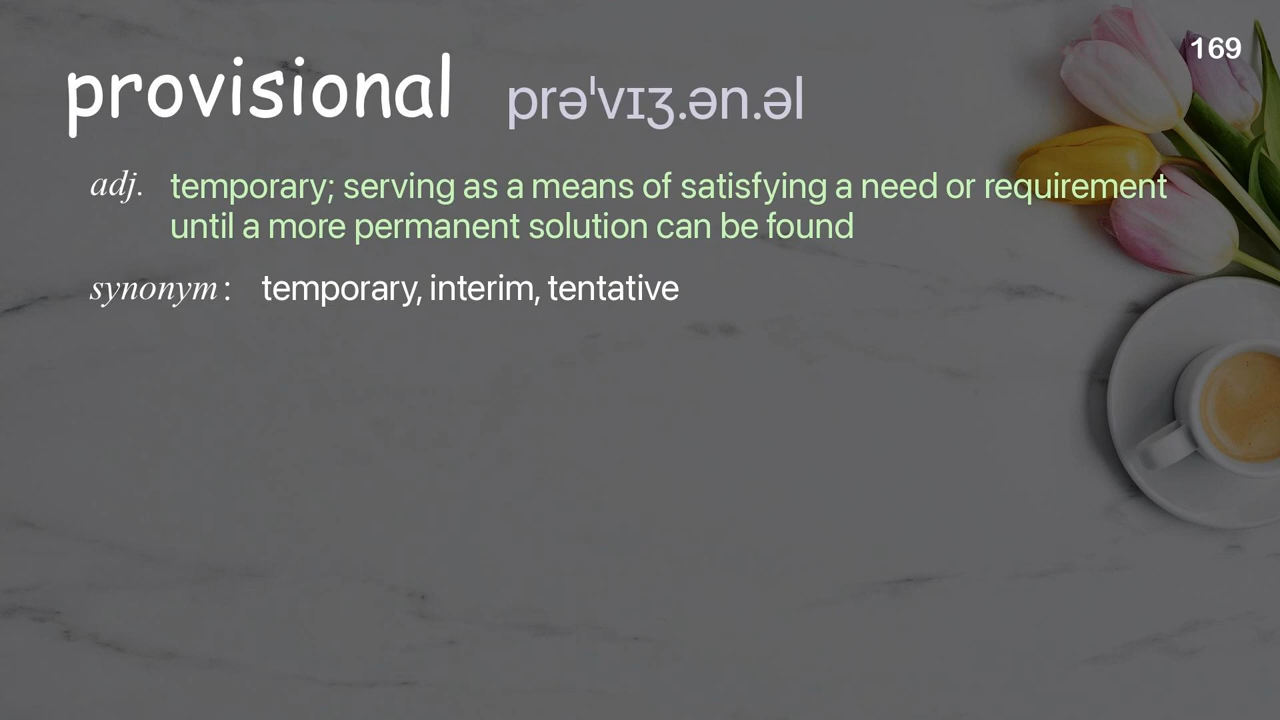 169
provisional prəˈvɪʒ.ən.əl
adj. temporary; serving as a means of satisfying a need or requirement
until a more permanent solution can be found
synonym : temporary, interim, tentative